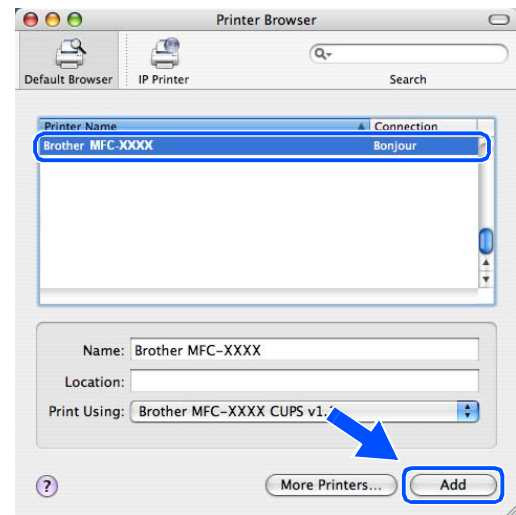 Printer Browser
Default Browser
IP Printer
Search
Printer Name Connection
Brother MFC-XXXX Bonjour
Name: Brother MFC-XXXX
Location:
Print Using: Brother MFC-XXXX CUPS v1.
?
More Printers... Add